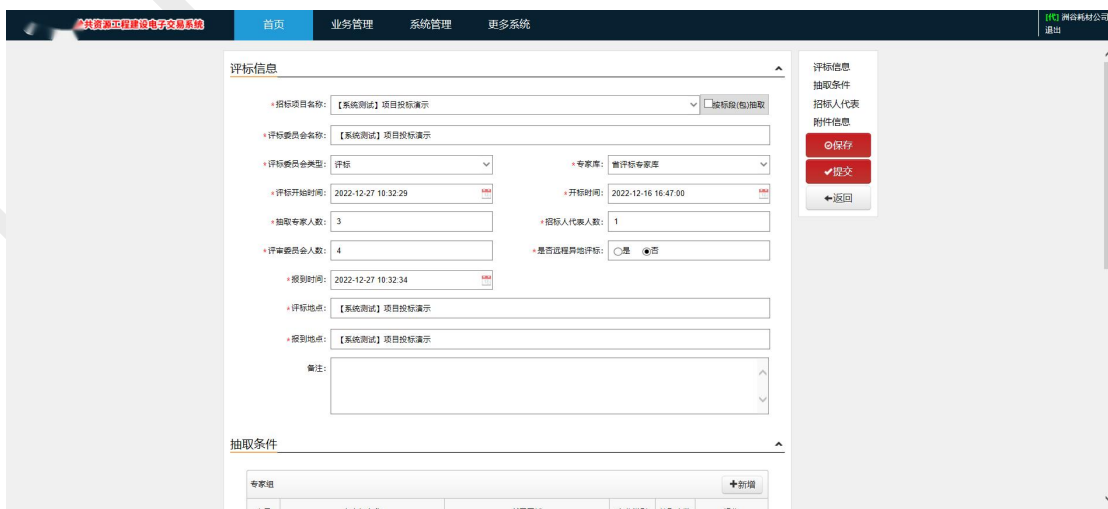 共资源工程建设电子交易系统
首页 业务管理 系统管理 更多系统
[代] 洲谷耗材公司
退出
评标信息
*招标项目名称: 【系统测试】项目投标演示 按标段(包)抽取
*评标委员会名称: 【系统测试】项目投标演示
*评标委员会类型: 评标 *专家库: 省评标专家库
*评标开始时间: 2022-12-27 10:32:29 *开标时间: 2022-12-16 16:47:00
*抽取专家人数: 3 *招标人代表人数: 1
*评审委员会人数: 4 *是否远程异地评标: 是 否
*报到时间: 2022-12-27 10:32:34
*评标地点: 【系统测试】项目投标演示
*报到地点: 【系统测试】项目投标演示
备注:
抽取条件
专家组 新增
评标信息
抽取条件
招标人代表
附件信息
保存
提交
返回